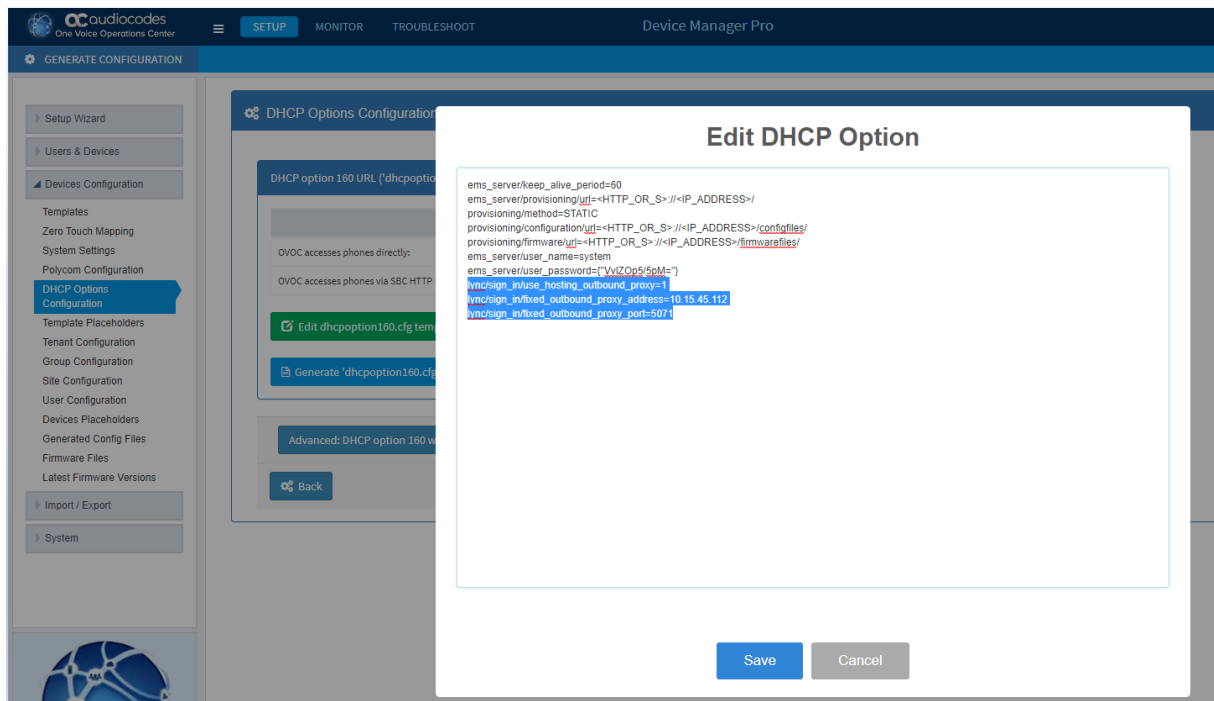 audiocodes
One Voice Operations Center
SETUP MONITOR TROUBLESHOOT
Device Manager Pro
GENERATE CONFIGURATION
Setup Wizard
Users & Devices
Devices Configuration
Templates
Zero Touch Mapping
System Settings
Polycom Configuration
DHCP Options
Configuration
Template Placeholders
Tenant Configuration
Group Configuration
Site Configuration
User Configuration
Devices Placeholders
Generated Config Files
Firmware Files
Latest Firmware Versions
Import / Export
System
DHCP Options Configuration
DHCP option 160 URL ('dhcpoptio
OVOC accesses phones directly:
OVOC accesses phones via SBC HTTP
Edit dhcpoption160.cfg tem
Generate 'dhcpoption160.cfg
Advanced: DHCP option 160 w
Back
Edit DHCP Option
ems_server/keep_alive_period=60
ems_server/provisioning/url=<HTTP_OR_S>://<IP_ADDRESS>/
provisioning/method=STATIC
provisioning/configuration/url=<HTTP_OR_S>://<IP_ADDRESS>/configfiles/
provisioning/firmware/url=<HTTP_OR_S>://<IP_ADDRESS>/firmwarefiles/
ems_server/user_name=system
ems_server/user_password={"VvlZOp5/5pM="}
lync/sign_in/use_hosting_outbound_proxy=1
lync/sign_in/fixed_outbound_proxy_address=10.15.45.112
lync/sign_in/fixed_outbound_proxy_port=5071
Save Cancel